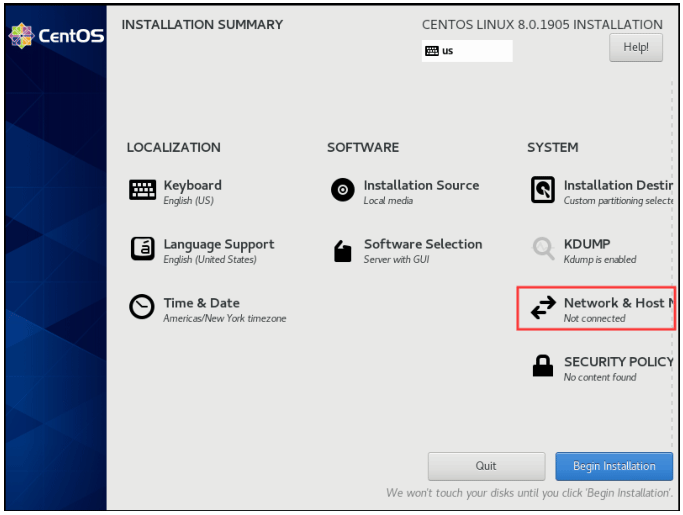 CentOS
INSTALLATION SUMMARY
CENTOS LINUX 8.0.1905 INSTALLATION
us
Help!
LOCALIZATION
Keyboard
English (US)
Language Support
English (United States)
Time & Date
Americas/New York timezone
SOFTWARE
Installation Source
Local media
Software Selection
Server with GUI
SYSTEM
Installation Destin
Custom partitioning selecte
KDUMP
Kdump is enabled
Network & Host N
Not connected
SECURITY POLICY
No content found
Quit
Begin Installation
We won't touch your disks until you click 'Begin Installation'.